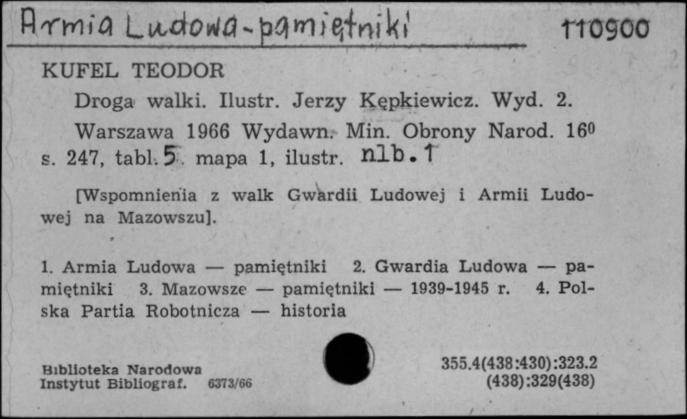 Armia Ludowa-pamiętniki 110900
KUFEL TEODOR
Droga walki. Ilustr. Jerzy Kępkiewicz. Wyd. 2.
Warszawa 1966 Wydawn. Min. Obrony Narod. 16⁰
s. 247, tabl. 5 mapa 1, ilustr. nlb. 1
[Wspomnienia z walk Gwardii Ludowej i Armii Ludo-
wej na Mazowszu].
1. Armia Ludowa — pamiętniki 2. Gwardia Ludowa — pa-
miętniki 3. Mazowsze — pamiętniki — 1939-1945 r. 4. Pol-
ska Partia Robotnicza — historia
Biblioteka Narodowa 355.4(438:430):323.2
Instytut Bibliograf. 6373/66 (438):329(438)